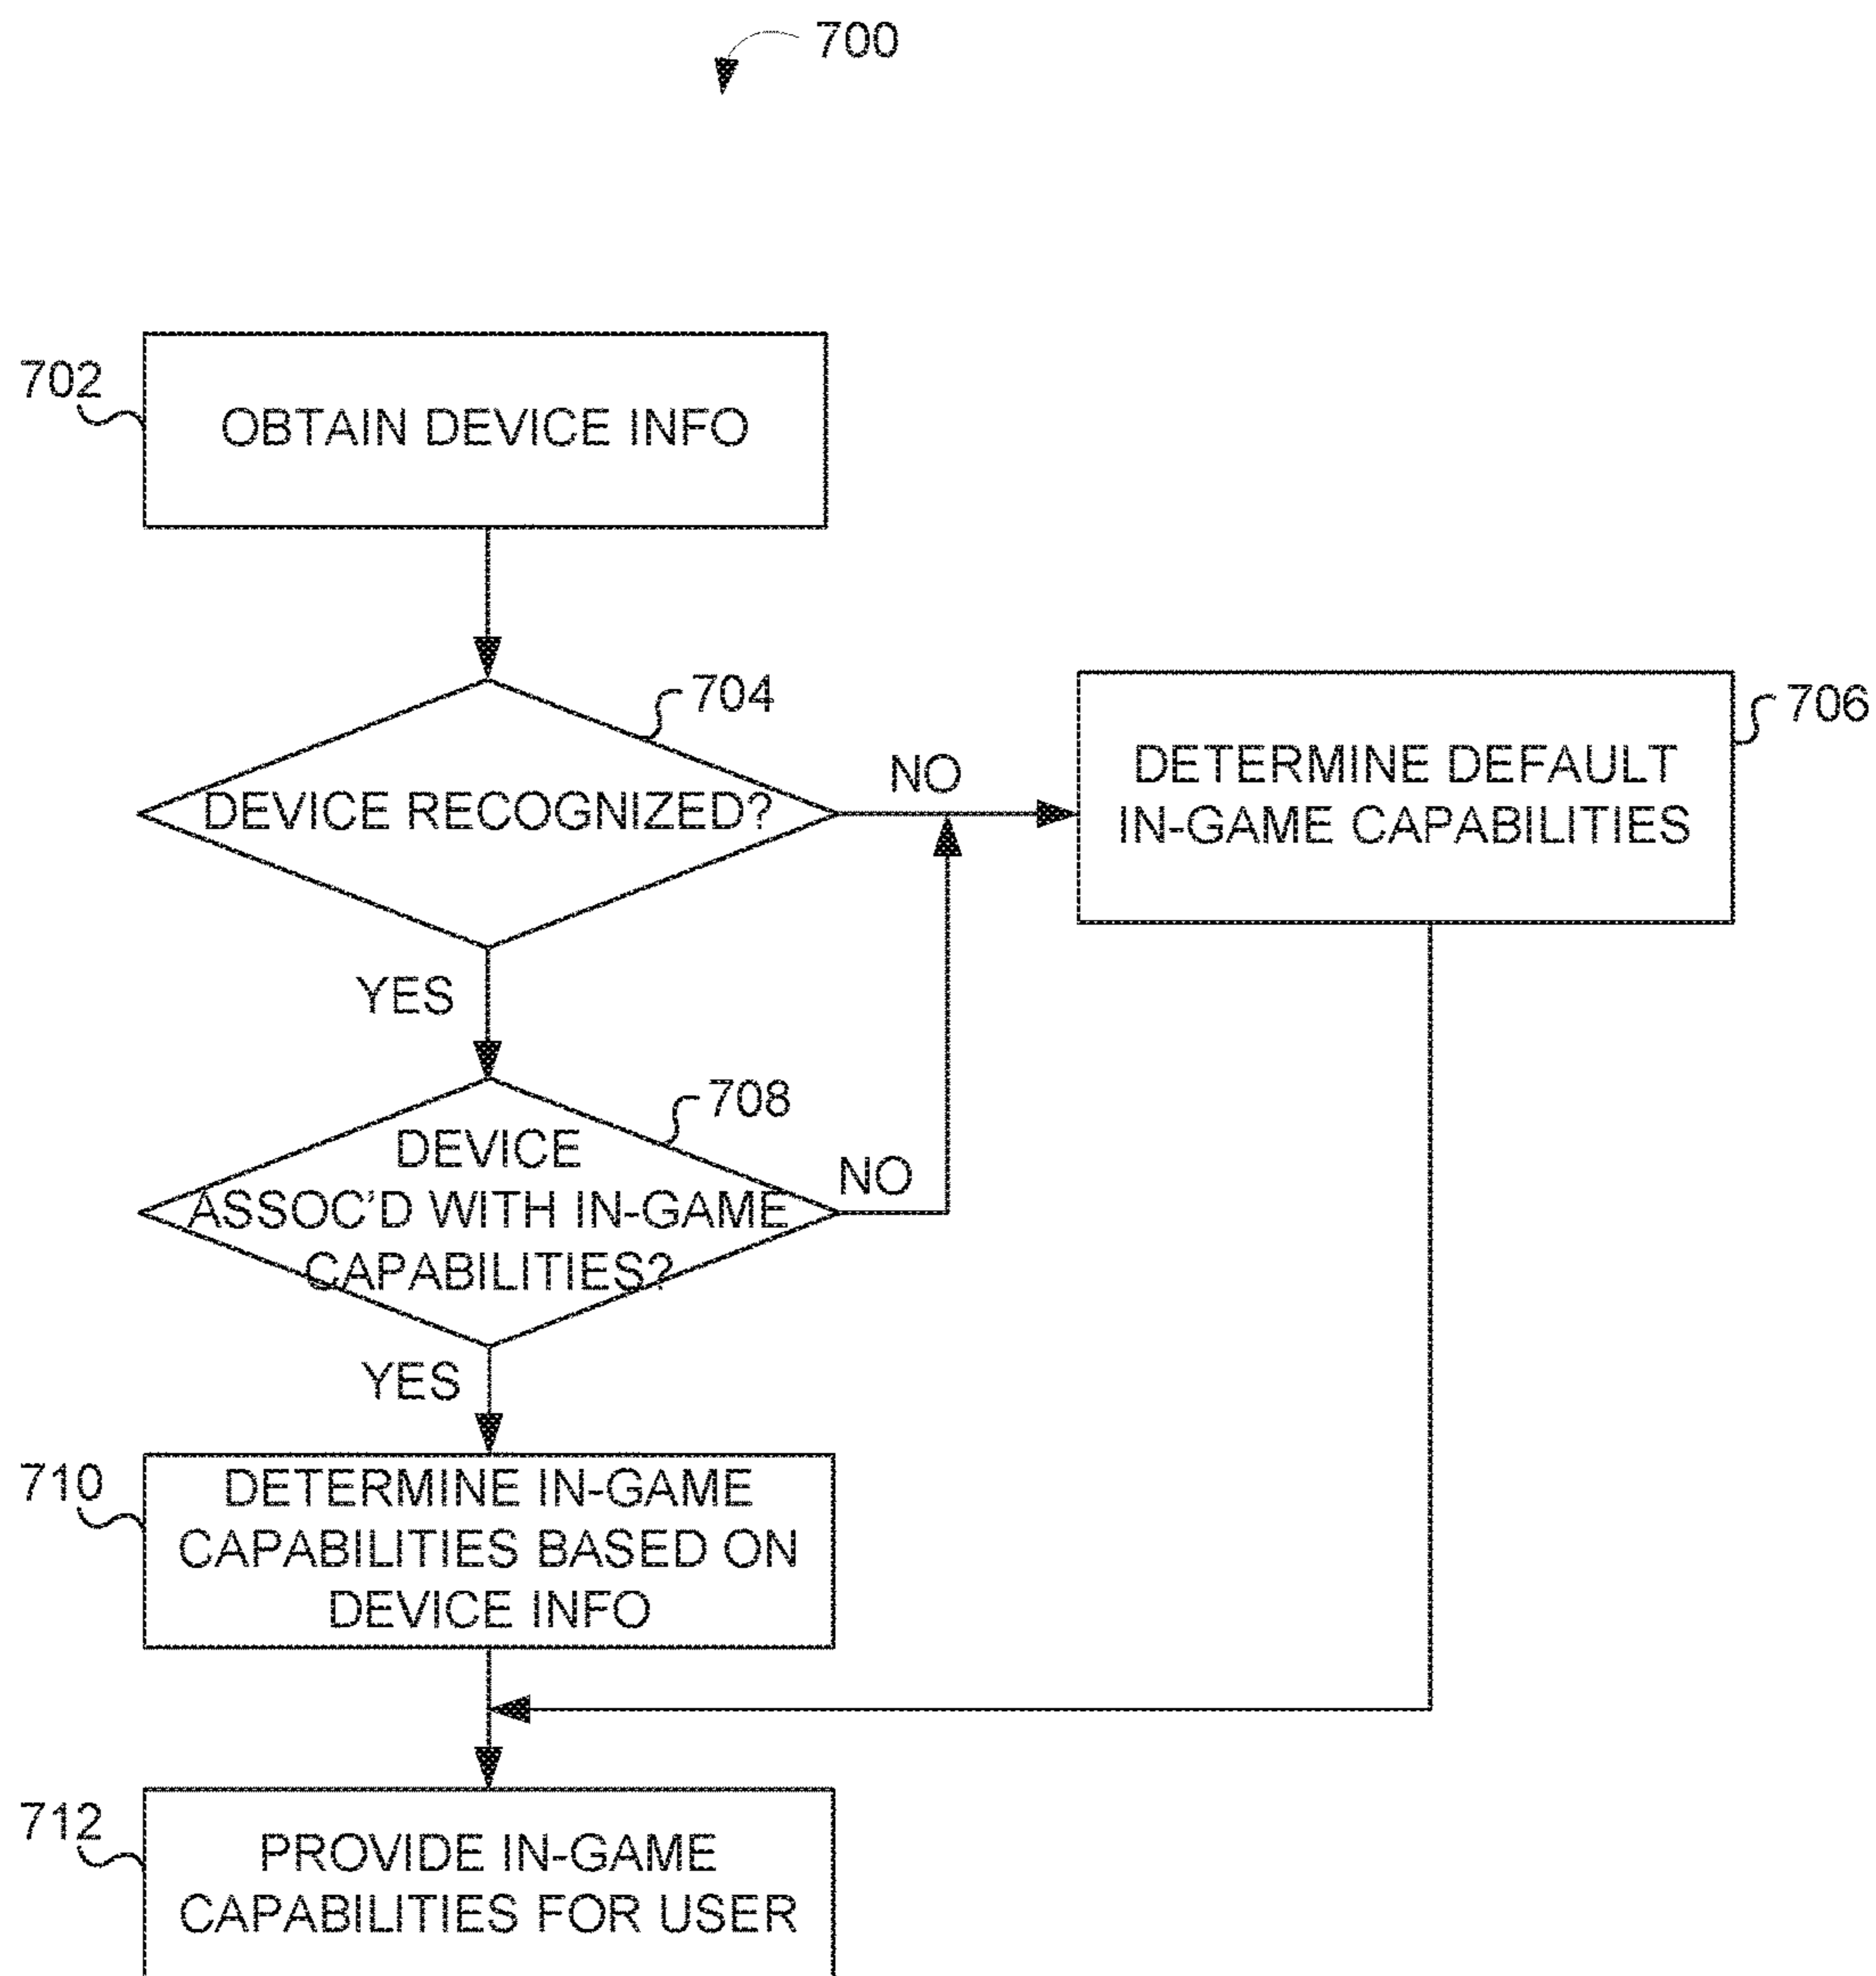 700
702
OBTAIN DEVICE INFO
704
DEVICE RECOGNIZED?
NO
706
DETERMINE DEFAULT
IN-GAME CAPABILITIES
YES
708
DEVICE
ASSOC'D WITH IN-GAME
CAPABILITIES?
NO
YES
710
DETERMINE IN-GAME
CAPABILITIES BASED ON
DEVICE INFO
712
PROVIDE IN-GAME
CAPABILITIES FOR USER